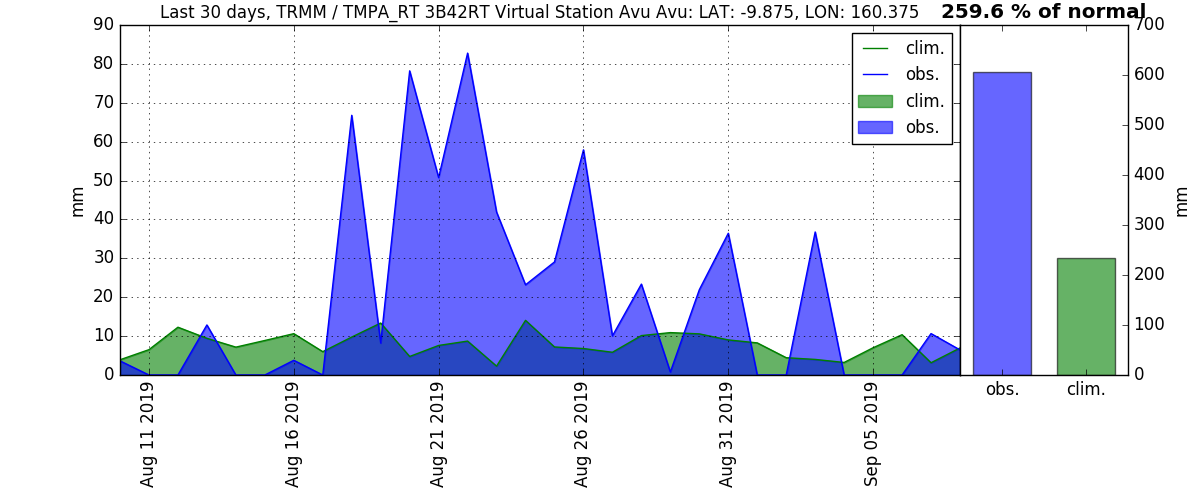 Last 30 days, TRMM / TMPA_RT 3B42RT Virtual Station Avu Avu: LAT: -9.875, LON: 160.375
259.6 % of normal
mm
90
80
70
60
50
40
30
20
10
0
clim.
obs.
clim.
obs.
Aug 11 2019
Aug 16 2019
Aug 21 2019
Aug 26 2019
Aug 31 2019
Sep 05 2019
obs.
clim.
700
600
500
400
300
200
100
0
mm